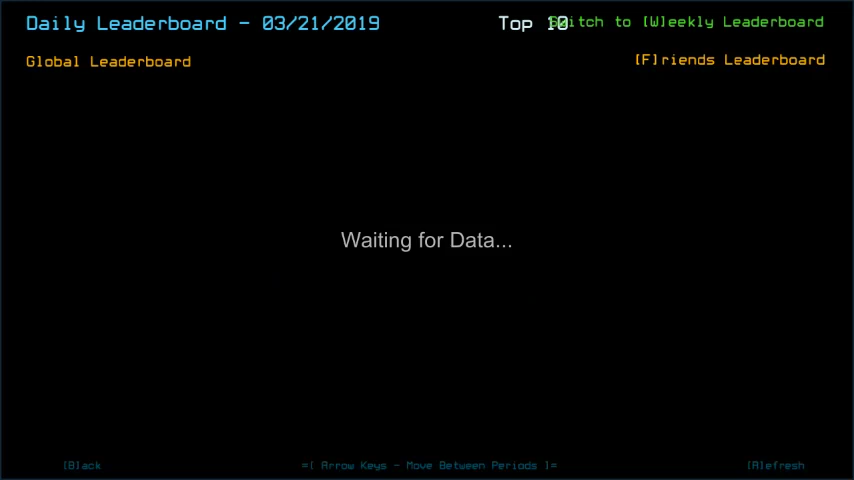 Daily Leaderboard - 03/21/2019 Top 10 Switch to [W]eekly Leaderboard
Global Leaderboard [F]riends Leaderboard
Waiting for Data...
[B]ack =[ Arrow Keys - Move Between Periods ]= [R]efresh